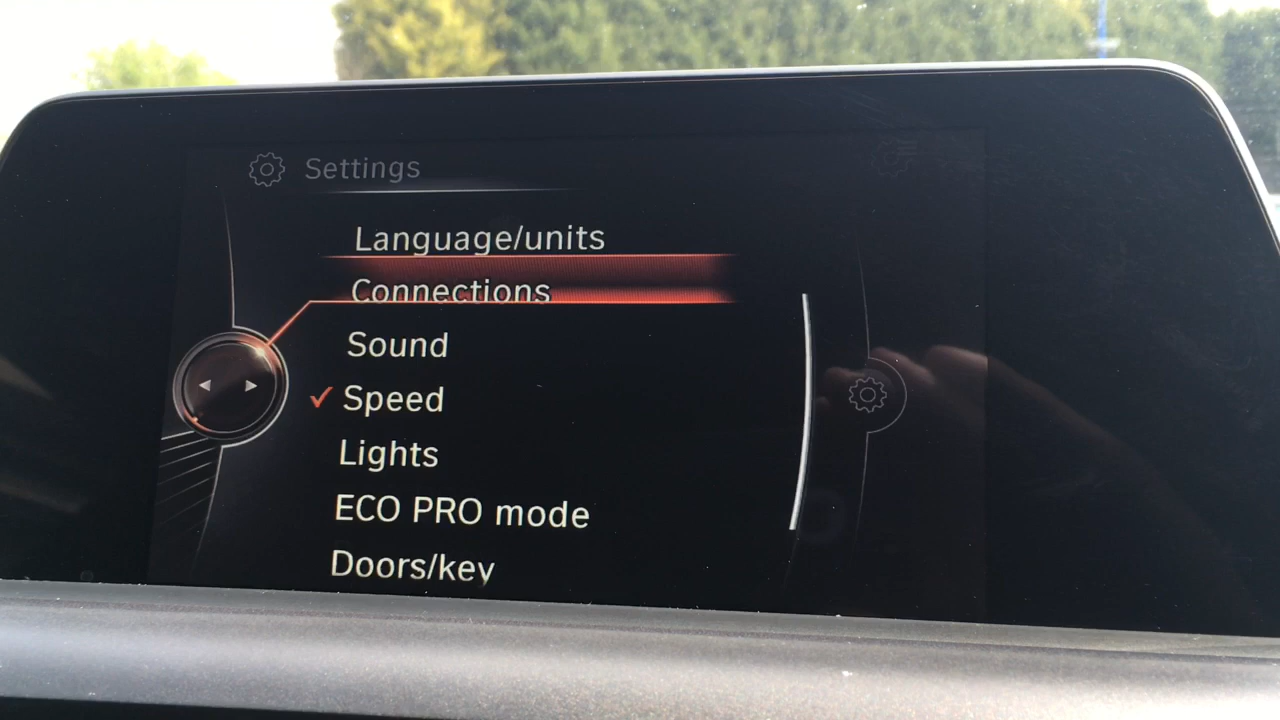 Settings
Language/units
Connections
Sound
Speed
Lights
ECO PRO mode
Doors/key